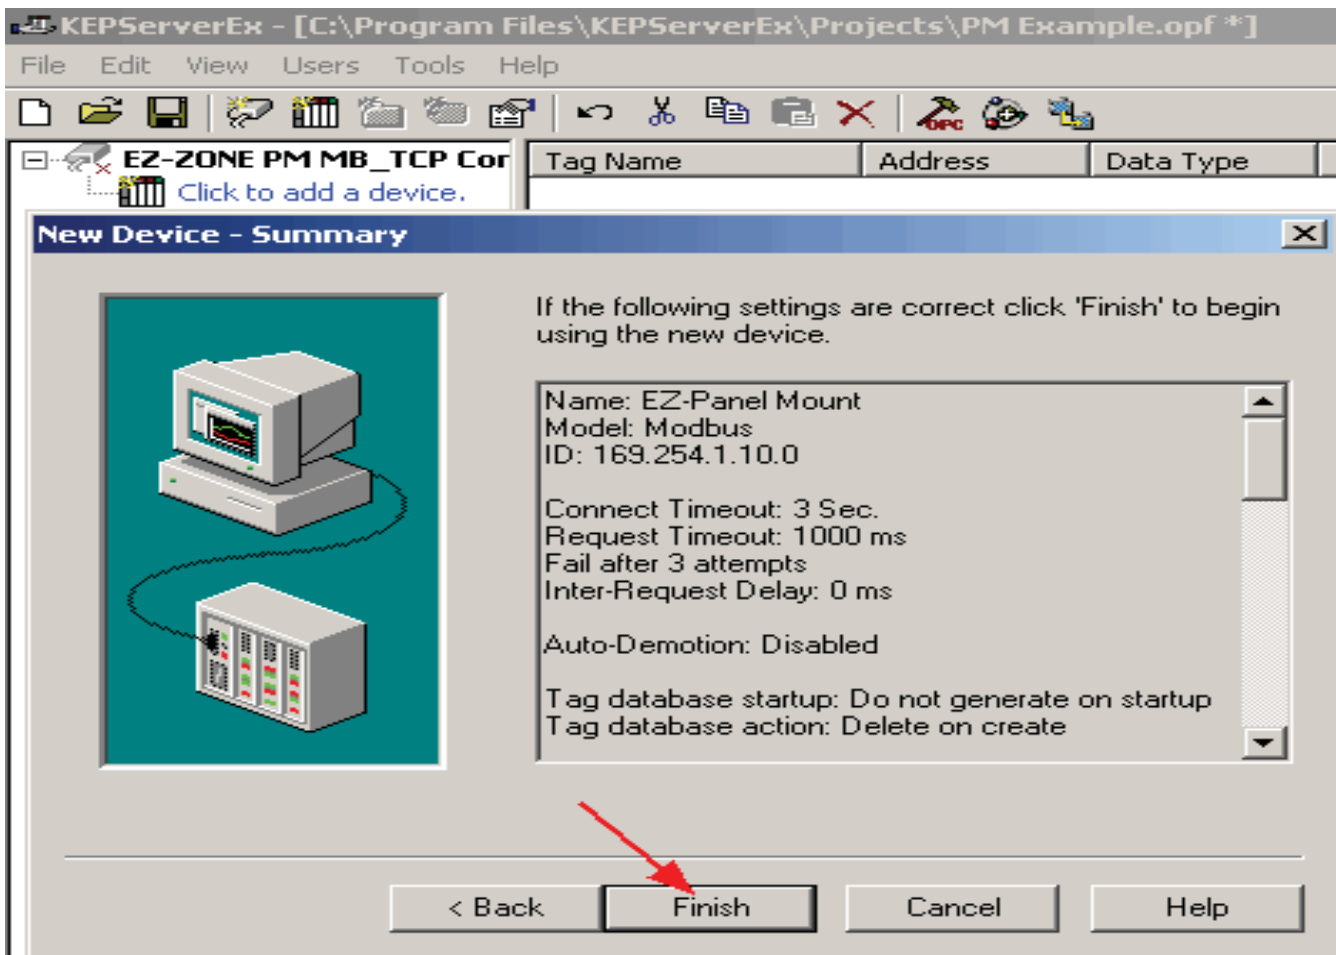 KEPServerEx - [C:\Program Files\KEPServerEx\Projects\PM Example.opf *]
File Edit View Users Tools Help
OPC
EZ-ZONE PM MB_TCP Cor
Tag Name Address Data Type
Click to add a device.
New Device - Summary
If the following settings are correct click 'Finish' to begin
using the new device.
Name: EZ-Panel Mount
Model: Modbus
ID: 169.254.1.10.0
Connect Timeout: 3 Sec.
Request Timeout: 1000 ms
Fail after 3 attempts
Inter-Request Delay: 0 ms
Auto-Demotion: Disabled
Tag database startup: Do not generate on startup
Tag database action: Delete on create
< Back Finish Cancel Help